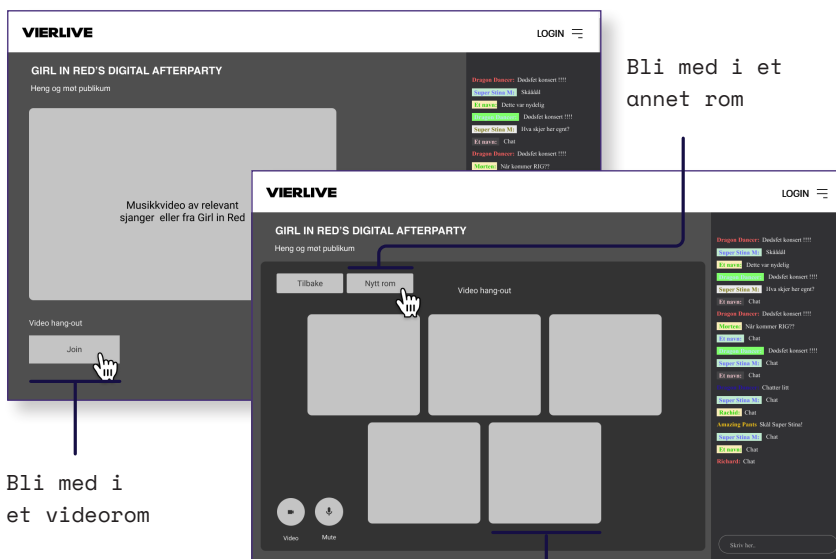 VIERLIVE
LOGIN
GIRL IN RED'S DIGITAL AFTERPARTY
Heng og møt publikum
Musikkvideo av relevant
sjanger eller fra Girl in Red
Video hang-out
Join
Dragon Dancer: Dødsfet konsert !!!!
Super Stina M: Skååååål
Et navn: Dette var nydelig
Dødsfet konsert !!!!
Super Stina M: Hva skjer her egnt?
Et navn: Chat
Dragon Dancer: Dødsfet konsert !!!!
Morten: Når kommer RIG??
Bli med i et
annet rom
VIERLIVE
LOGIN
GIRL IN RED'S DIGITAL AFTERPARTY
Heng og møt publikum
Tilbake
Nytt rom
Video hang-out
Video
Mute
Dragon Dancer: Dødsfet konsert !!!!
Super Stina M: Skååååål
Et navn: Dette var nydelig
Dødsfet konsert !!!!
Super Stina M: Hva skjer her egnt?
Et navn: Chat
Dragon Dancer: Dødsfet konsert !!!!
Morten: Når kommer RIG??
Et navn: Chat
Dødsfet konsert !!!!
Super Stina M: Chat
Et navn: Chat
Chatter litt
Super Stina M: Chat
Rachid: Chat
Amazing Pants Skål Super Stina!
Super Stina M: Chat
Et navn: Chat
Richard: Chat
Skriv her..
Bli med i
et videorom